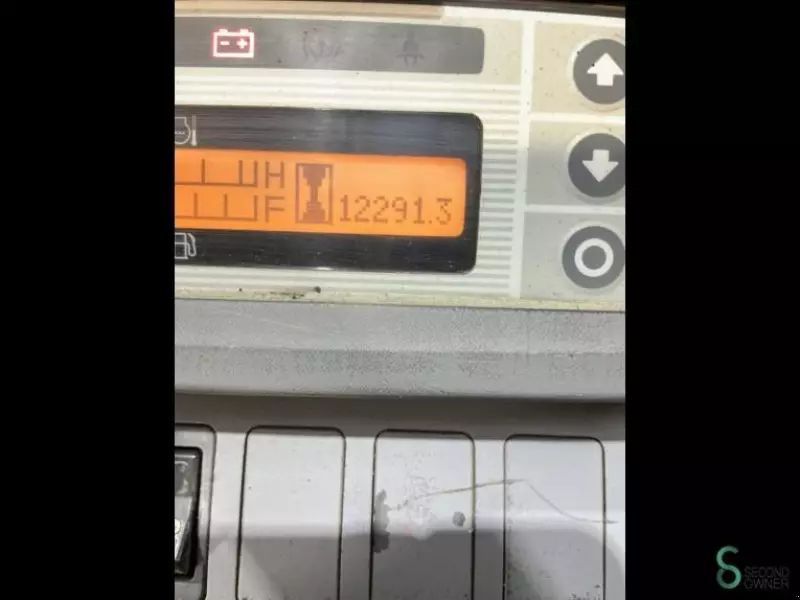 H
F 12291.3
SECOND
OWNER